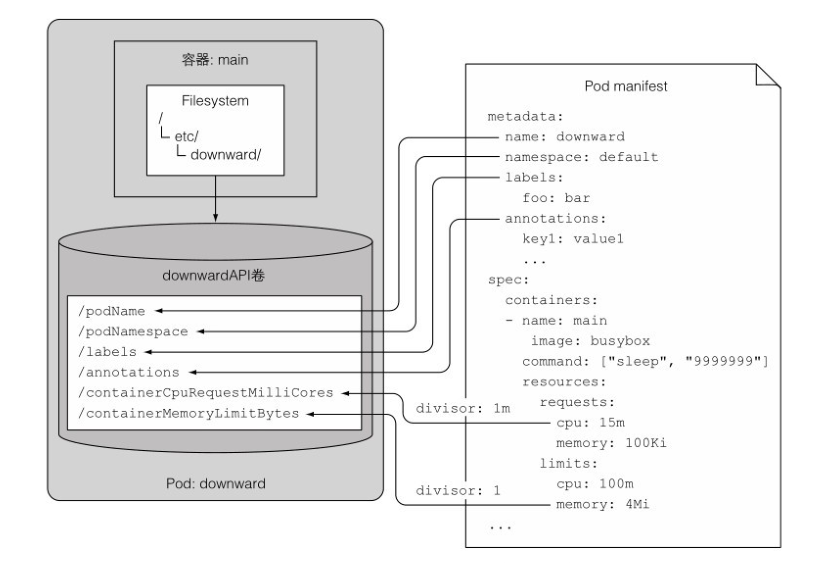 容器: main
Filesystem
/
etc/
downward/
downwardAPI卷
/podName
/podNamespace
/labels
/annotations
/containerCpuRequestMilliCores
/containerMemoryLimitBytes
Pod: downward
divisor: 1m
divisor: 1
Pod manifest
metadata:
name: downward
namespace: default
labels:
foo: bar
annotations:
key1: value1
...
spec:
containers:
- name: main
image: busybox
command: ["sleep", "9999999"]
resources:
requests:
cpu: 15m
memory: 100Ki
limits:
cpu: 100m
memory: 4Mi
...